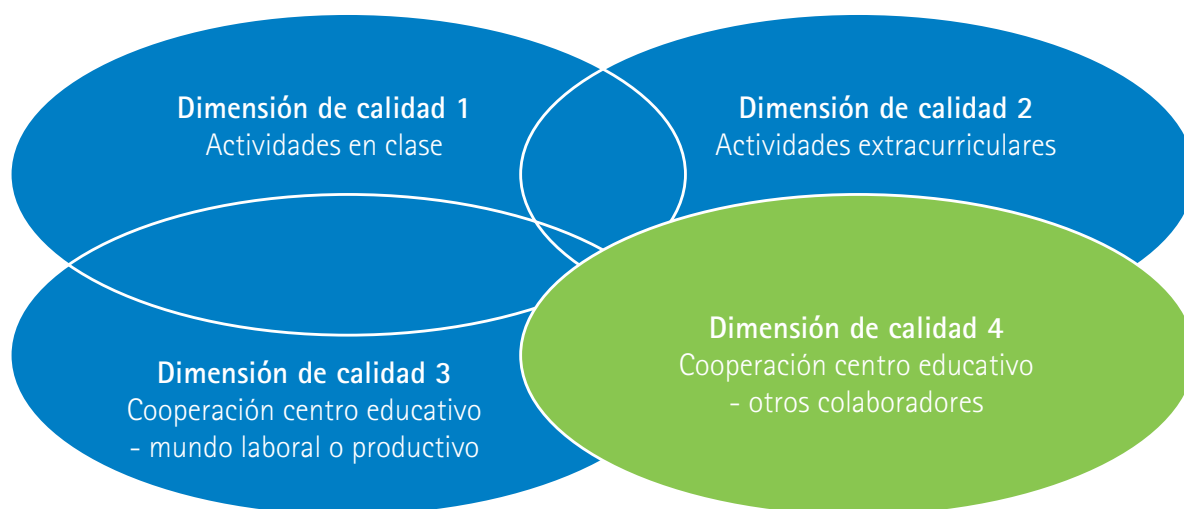 Dimensión de calidad 1
Actividades en clase
Dimensión de calidad 2
Actividades extracurriculares
Dimensión de calidad 3
Cooperación centro educativo
- mundo laboral o productivo
Dimensión de calidad 4
Cooperación centro educativo
- otros colaboradores